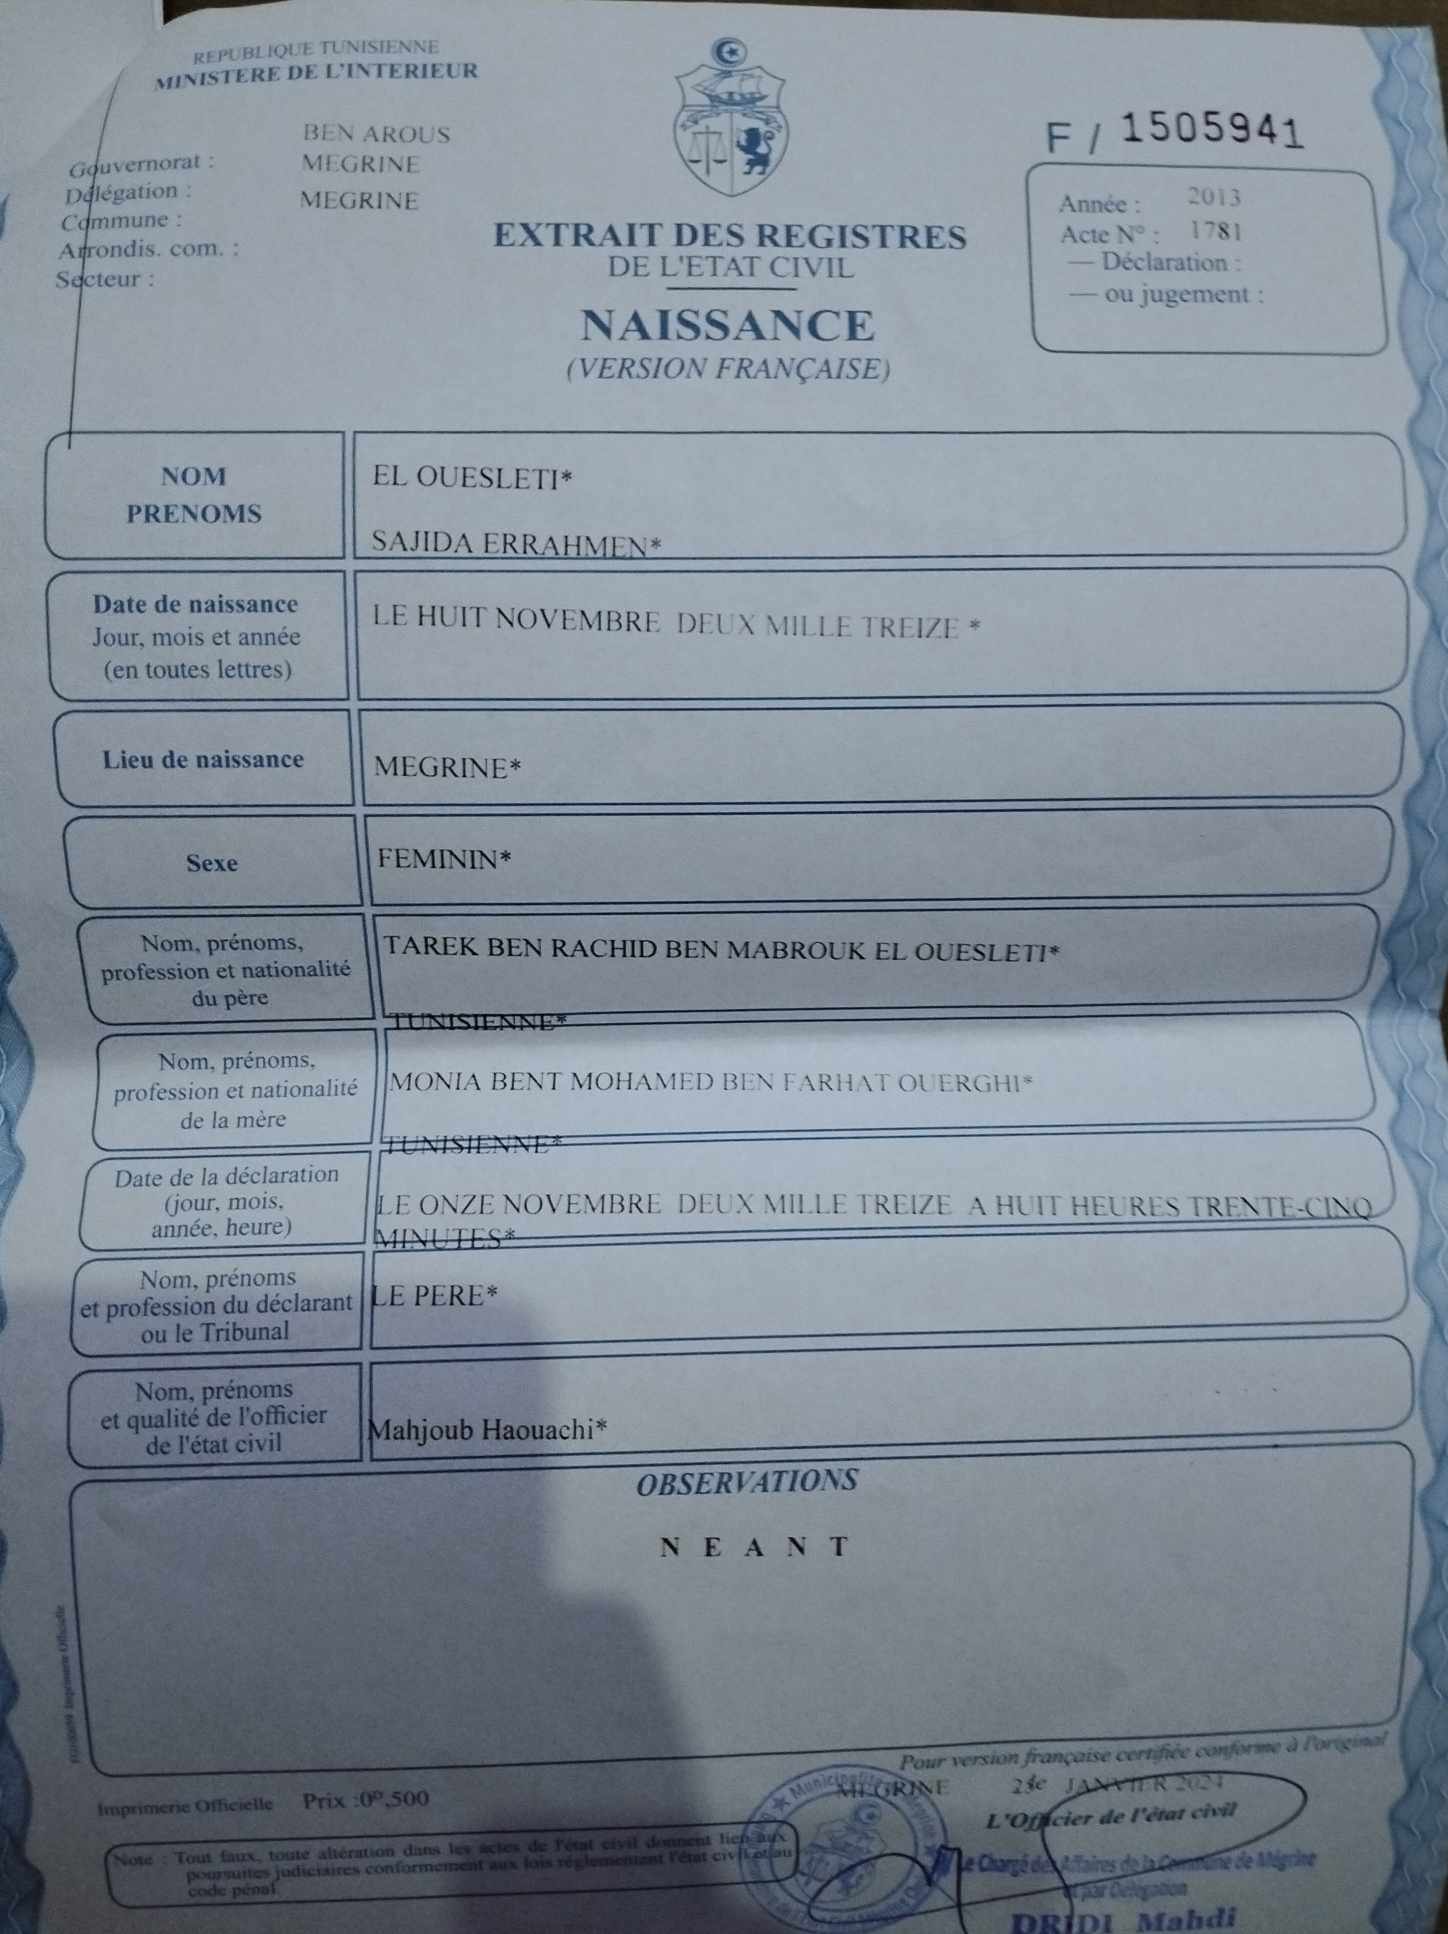 REPUBLIQUE TUNISIENNE
MINISTERE DE L'INTERIEUR
BEN AROUS
Gouvernorat : MEGRINE
Délégation : MEGRINE
Commune :
Arrondis. com. :
Secteur :
F / 1505941
Année : 2013
Acte N° : 1781
— Déclaration :
— ou jugement :
EXTRAIT DES REGISTRES
DE L'ETAT CIVIL
NAISSANCE
(VERSION FRANÇAISE)
NOM
PRENOMS
EL OUESLETI*
SAJIDA ERRAHMEN*
Date de naissance
Jour, mois et année
(en toutes lettres)
LE HUIT NOVEMBRE DEUX MILLE TREIZE *
Lieu de naissance
MEGRINE*
Sexe
FEMININ*
Nom, prénoms,
profession et nationalité
du père
TAREK BEN RACHID BEN MABROUK EL OUESLETI*
TUNISIENNE*
Nom, prénoms,
profession et nationalité
de la mère
MONIA BENT MOHAMED BEN FARHAT OUERGHI*
TUNISIENNE*
Date de la déclaration
(jour, mois,
année, heure)
LE ONZE NOVEMBRE DEUX MILLE TREIZE A HUIT HEURES TRENTE-CINQ
MINUTES*
Nom, prénoms
et profession du déclarant
ou le Tribunal
LE PERE*
Nom, prénoms
et qualité de l'officier
de l'état civil
Mahjoub Haouachi*
OBSERVATIONS
N E A N T
Imprimerie Officielle
Pour version française certifiée conforme à l'original
MEGRINE JANVIER 2024
L'Officier de l'état civil
Imprimerie Officielle Prix :0D,500
Note : Tout faux, toute altération dans les actes de l'état civil donnent lieu aux
poursuites judiciaires conformement aux lois réglementent l'état civil et au
code pénal
Municipalité
Le Chargé des Affaires de la Commune de Mégrine
et par Délégation
DRIDI Mahdi